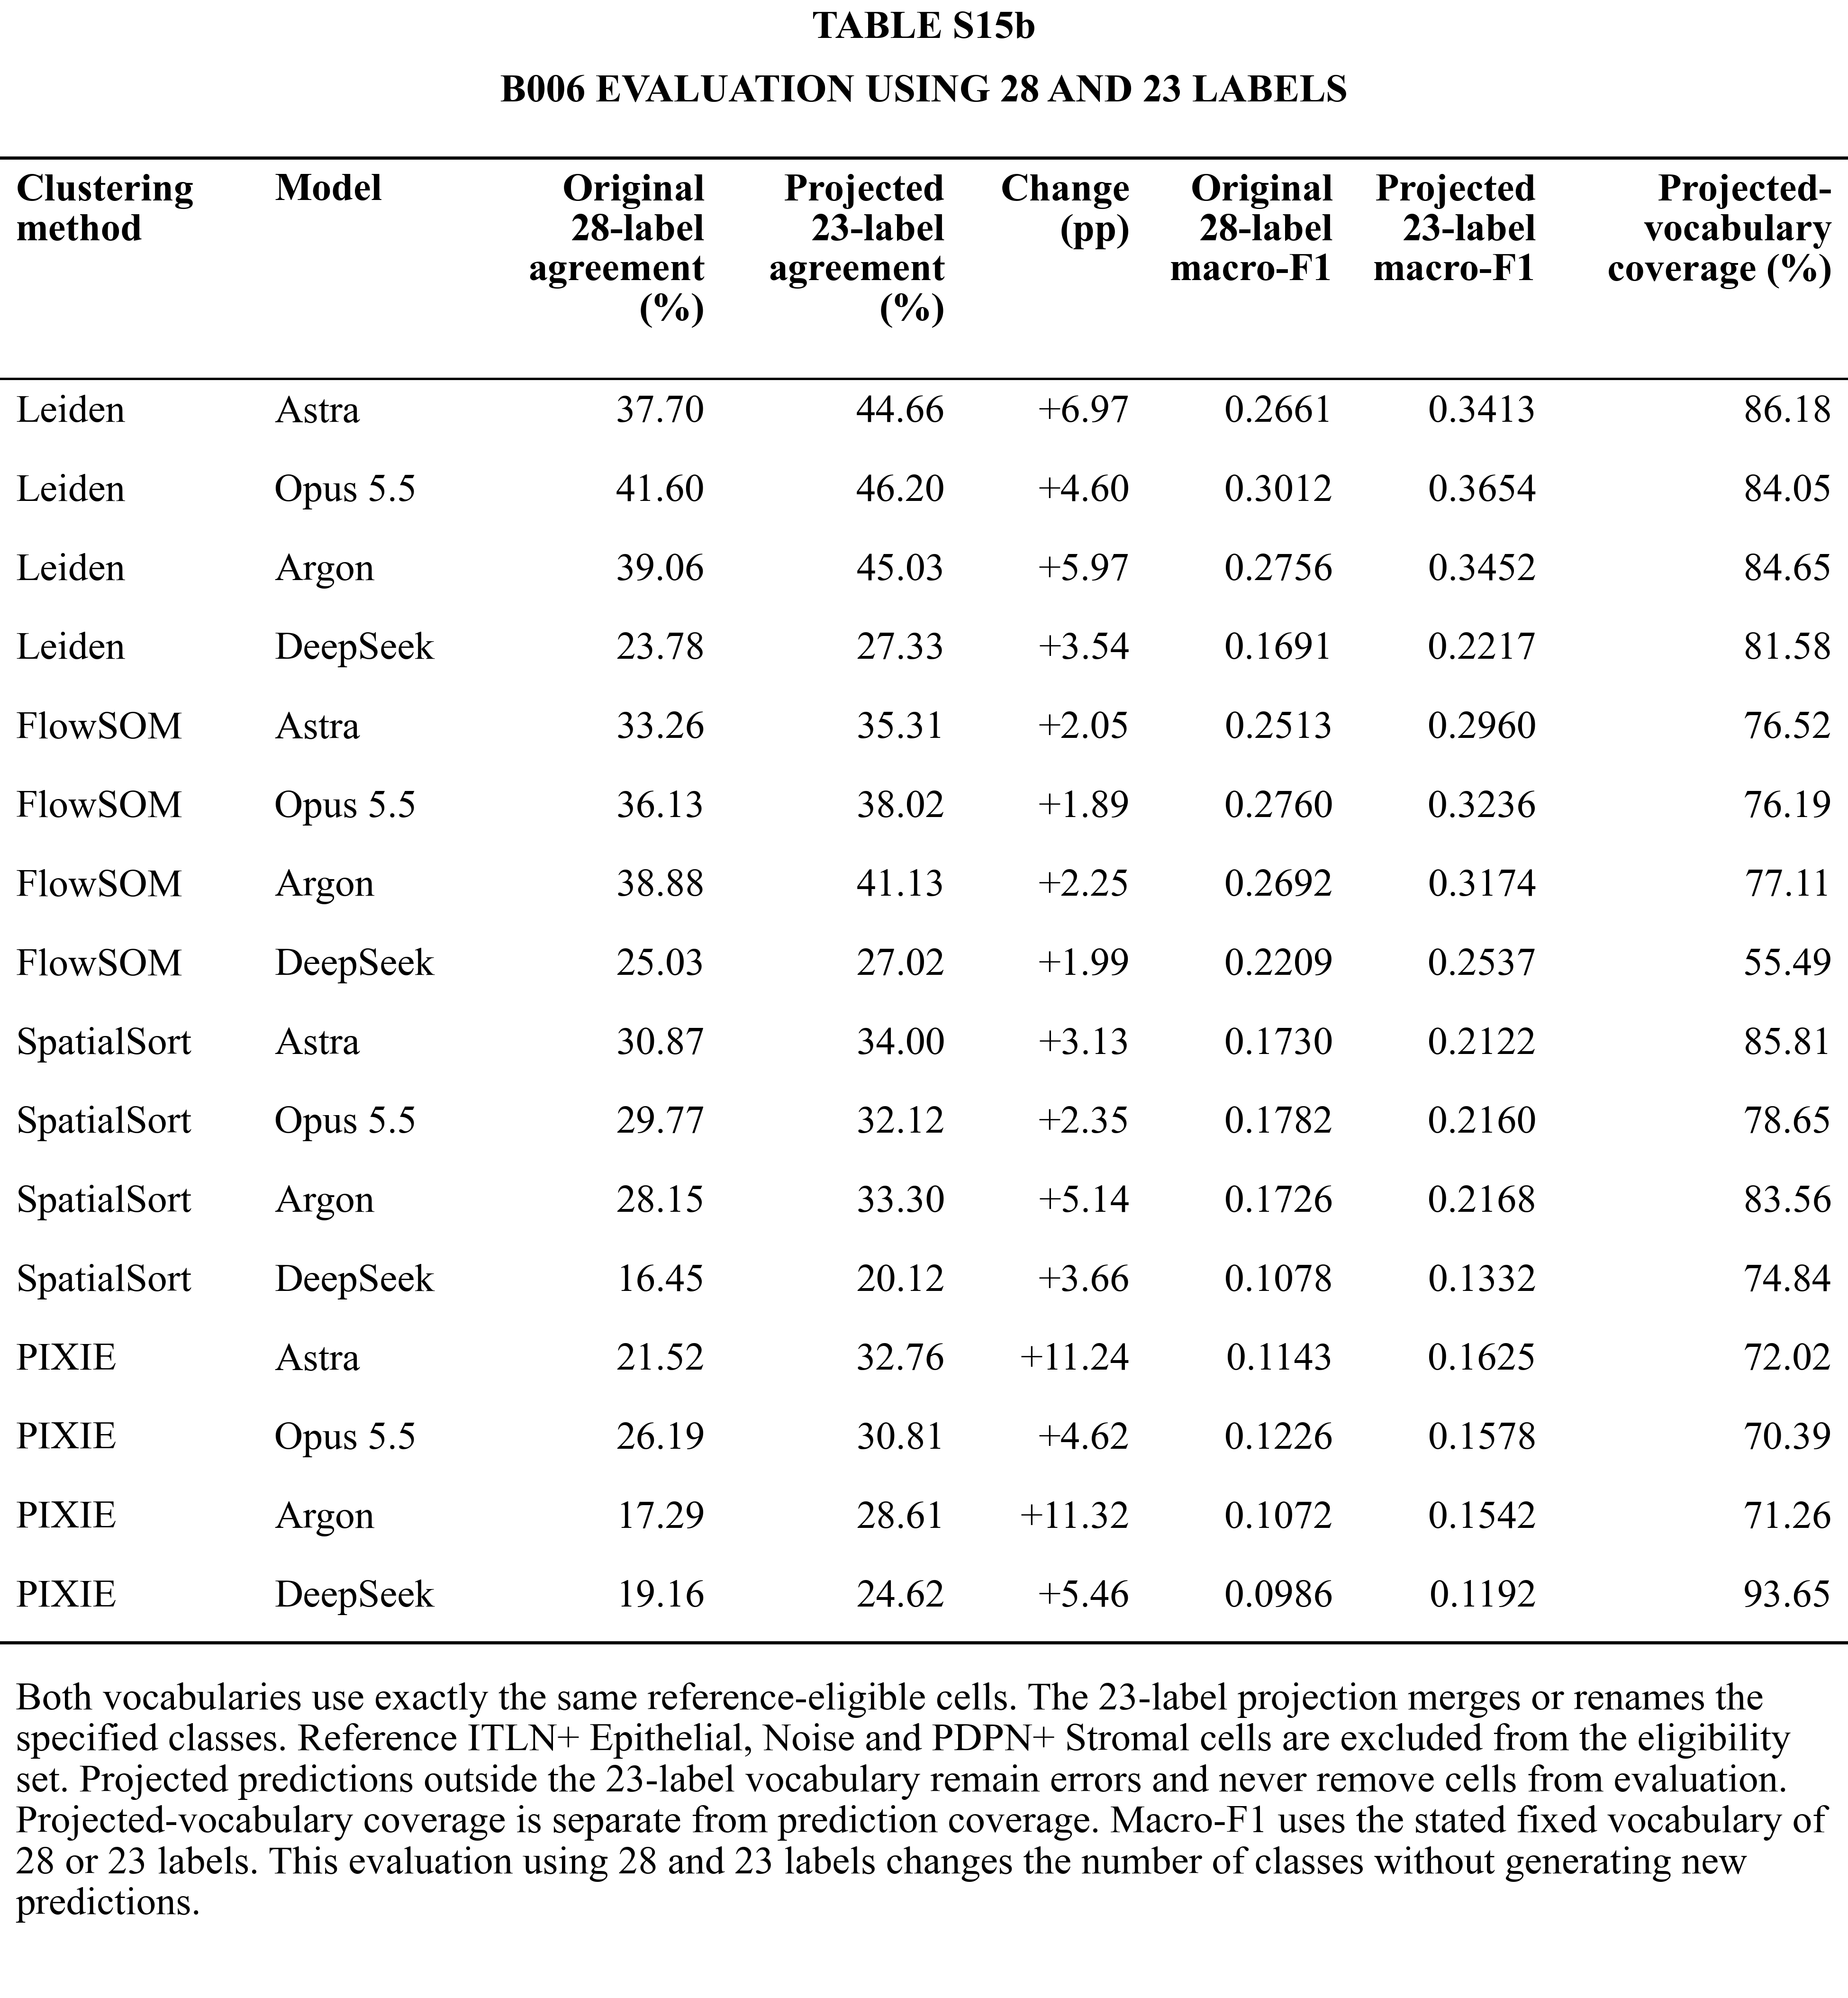 TABLE S15b
B006 EVALUATION USING 28 AND 23 LABELS
Clustering method Model Original 28-label agreement (%) Projected 23-label agreement (%) Change (pp) Original 28-label macro-F1 Projected 23-label macro-F1 Projected-vocabulary coverage (%)
Leiden Astra 37.70 44.66 +6.97 0.2661 0.3413 86.18
Leiden Opus 5.5 41.60 46.20 +4.60 0.3012 0.3654 84.05
Leiden Argon 39.06 45.03 +5.97 0.2756 0.3452 84.65
Leiden DeepSeek 23.78 27.33 +3.54 0.1691 0.2217 81.58
FlowSOM Astra 33.26 35.31 +2.05 0.2513 0.2960 76.52
FlowSOM Opus 5.5 36.13 38.02 +1.89 0.2760 0.3236 76.19
FlowSOM Argon 38.88 41.13 +2.25 0.2692 0.3174 77.11
FlowSOM DeepSeek 25.03 27.02 +1.99 0.2209 0.2537 55.49
SpatialSort Astra 30.87 34.00 +3.13 0.1730 0.2122 85.81
SpatialSort Opus 5.5 29.77 32.12 +2.35 0.1782 0.2160 78.65
SpatialSort Argon 28.15 33.30 +5.14 0.1726 0.2168 83.56
SpatialSort DeepSeek 16.45 20.12 +3.66 0.1078 0.1332 74.84
PIXIE Astra 21.52 32.76 +11.24 0.1143 0.1625 72.02
PIXIE Opus 5.5 26.19 30.81 +4.62 0.1226 0.1578 70.39
PIXIE Argon 17.29 28.61 +11.32 0.1072 0.1542 71.26
PIXIE DeepSeek 19.16 24.62 +5.46 0.0986 0.1192 93.65
Both vocabularies use exactly the same reference-eligible cells. The 23-label projection merges or renames the
specified classes. Reference ITLN+ Epithelial, Noise and PDPN+ Stromal cells are excluded from the eligibility
set. Projected predictions outside the 23-label vocabulary remain errors and never remove cells from evaluation.
Projected-vocabulary coverage is separate from prediction coverage. Macro-F1 uses the stated fixed vocabulary of
28 or 23 labels. This evaluation using 28 and 23 labels changes the number of classes without generating new
predictions.